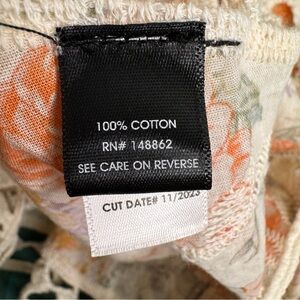 100% COTTON
RN# 148862
SEE CARE ON REVERSE
CUT DATE# 11/2023